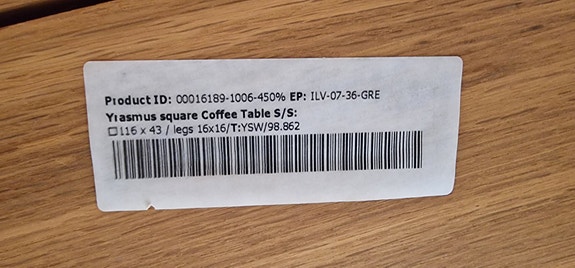 Product ID: 00016189-1006-450% EP: ILV-07-36-GRE
Yrasmus square Coffee Table S/S:
□116 x 43 / legs 16x16/T:YSW/98.862